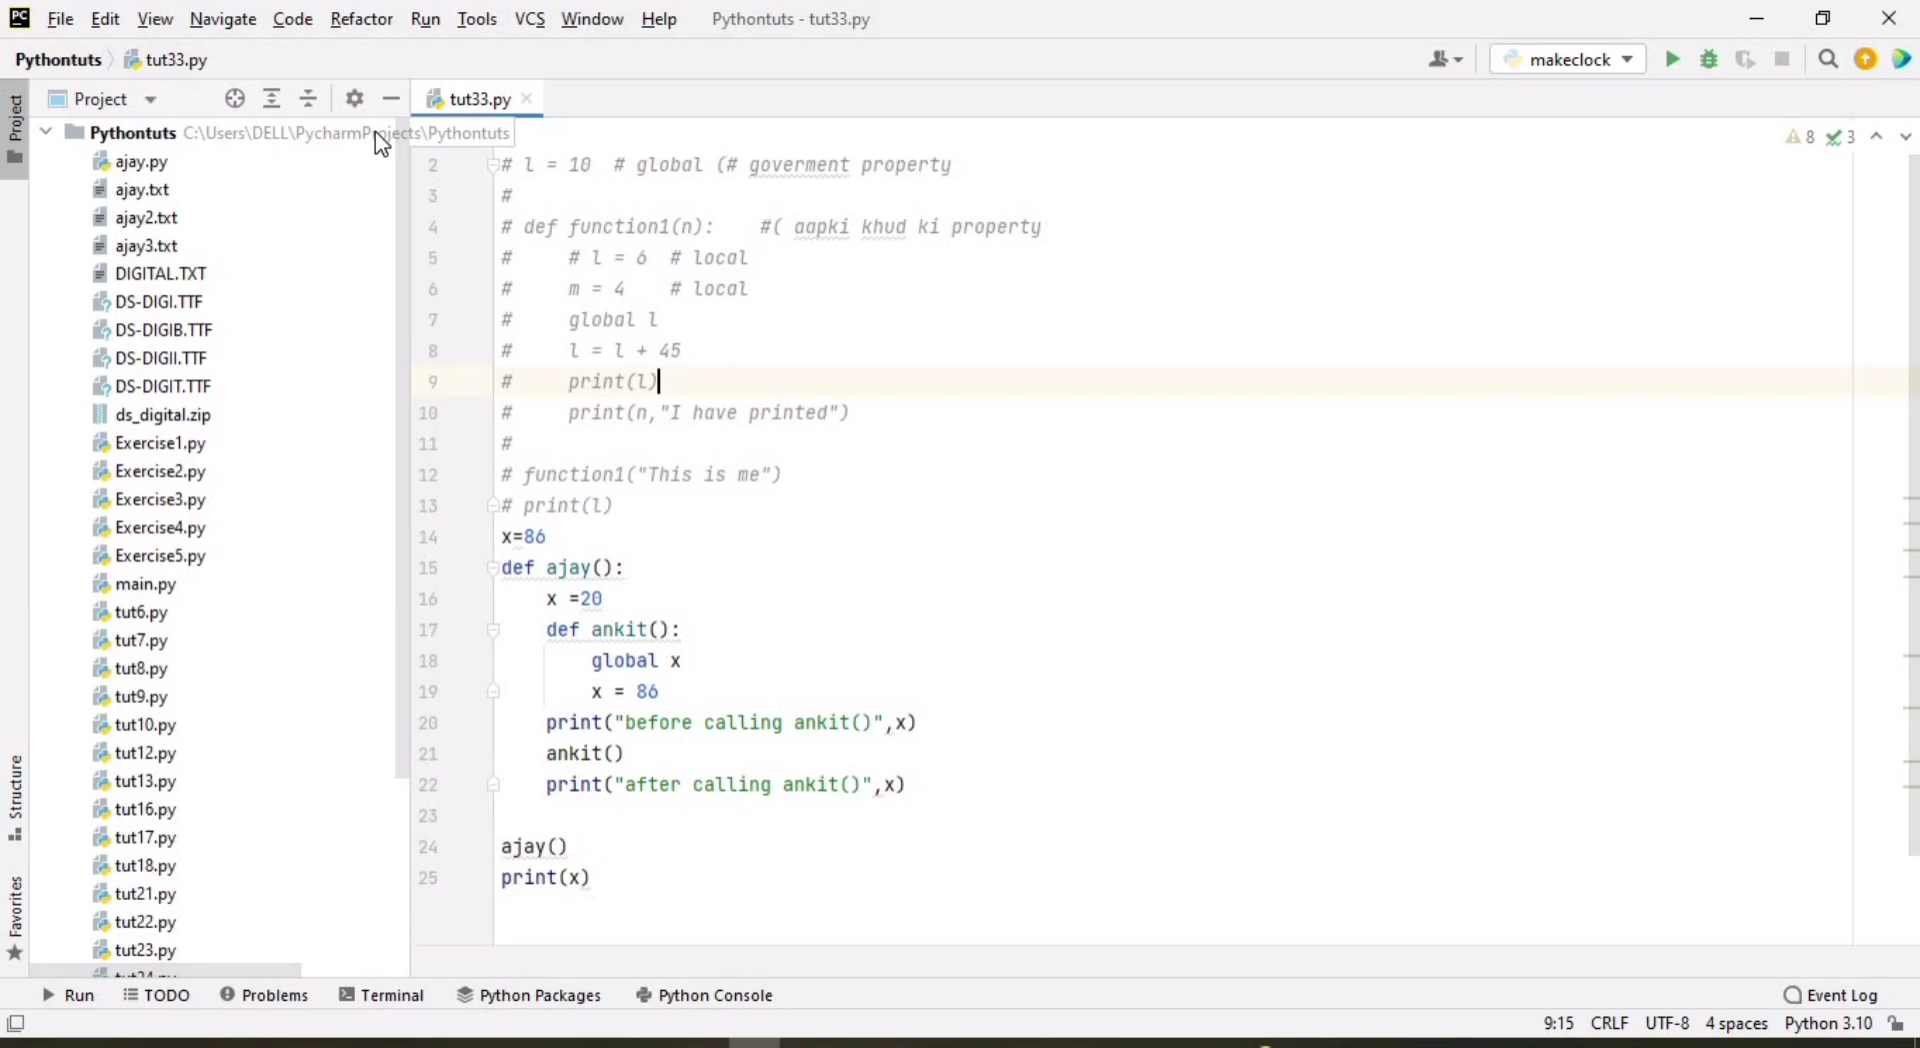 PC File Edit View Navigate Code Refactor Run Tools VCS Window Help Pythontuts - tut33.py
Pythontuts tut33.py makeclock
Project tut33.py
Project
Pythontuts C:\Users\DELL\PycharmProjects\Pythontuts
8 3
ajay.py
ajay.txt
ajay2.txt
ajay3.txt
DIGITAL.TXT
DS-DIGI.TTF
DS-DIGIB.TTF
DS-DIGII.TTF
DS-DIGIT.TTF
ds_digital.zip
Exercise1.py
Exercise2.py
Exercise3.py
Exercise4.py
Exercise5.py
main.py
tut6.py
tut7.py
tut8.py
tut9.py
tut10.py
tut12.py
tut13.py
tut16.py
tut17.py
tut18.py
tut21.py
tut22.py
tut23.py
Structure
Favorites
2 # l = 10  # global (# goverment property
3 #
4 # def function1(n):    #( aapki khud ki property
5 #     # l = 6  # local
6 #     m = 4    # local
7 #     global l
8 #     l = l + 45
9 #     print(l)
10 #     print(n,"I have printed")
11 #
12 # function1("This is me")
13 # print(l)
14 x=86
15 def ajay():
16     x =20
17     def ankit():
18         global x
19         x = 86
20     print("before calling ankit()",x)
21     ankit()
22     print("after calling ankit()",x)
23
24 ajay()
25 print(x)
Run TODO Problems Terminal Python Packages Python Console Event Log
9:15 CRLF UTF-8 4 spaces Python 3.10